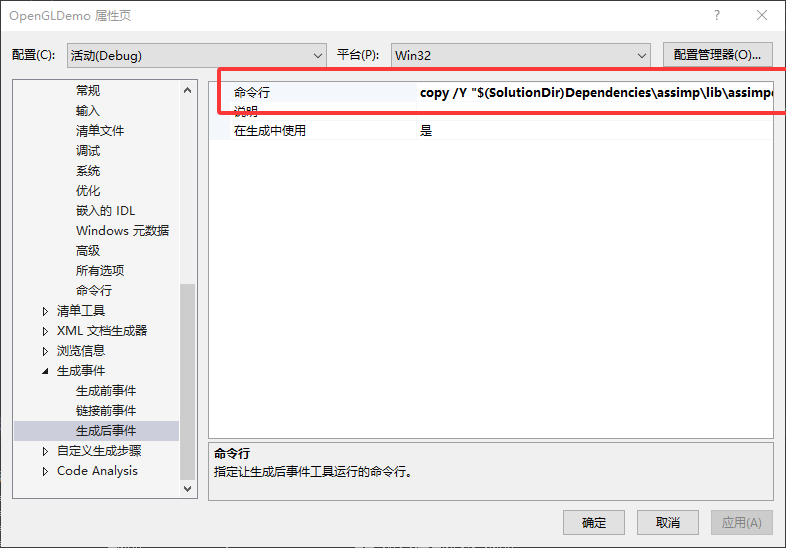 OpenGLDemo 属性页
配置(C): 活动(Debug) 平台(P): Win32 配置管理器(O)...
常规
输入
清单文件
调试
系统
优化
嵌入的 IDL
Windows 元数据
高级
所有选项
命令行
清单工具
XML 文档生成器
浏览信息
生成事件
生成前事件
链接前事件
生成后事件
自定义生成步骤
Code Analysis
命令行 copy /Y "$(SolutionDir)Dependencies\assimp\lib\assimp
说明
在生成中使用 是
命令行
指定让生成后事件工具运行的命令行。
确定 取消 应用(A)